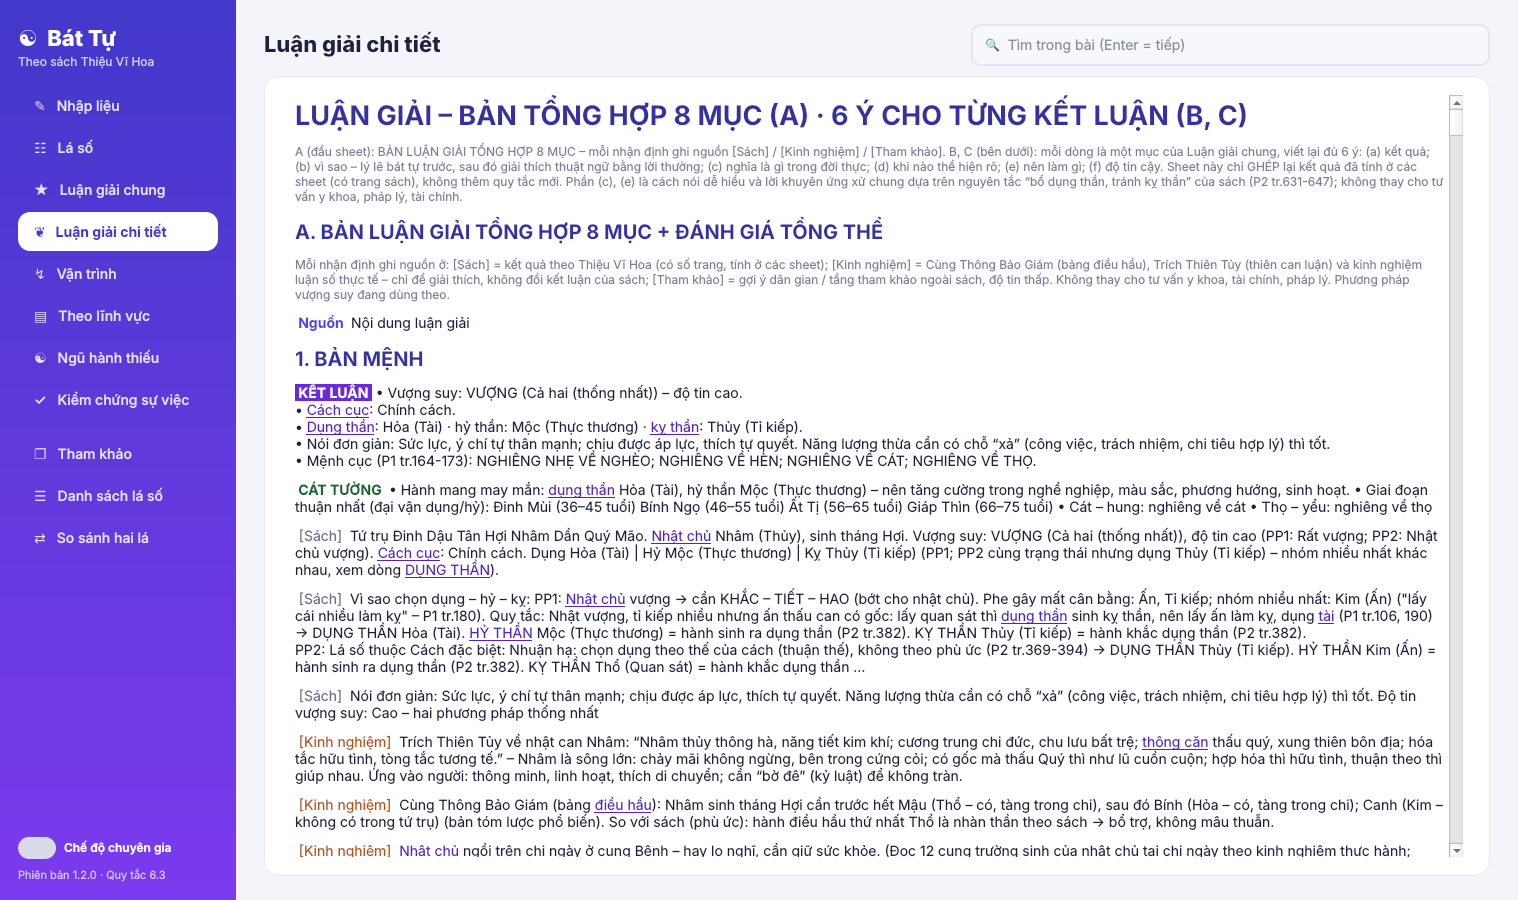 ☯ Bát Tự
Theo sách Thiệu Vĩ Hoa
✎ Nhập liệu
☷ Lá số
★ Luận giải chung
❦ Luận giải chi tiết
↯ Vận trình
▤ Theo lĩnh vực
☯ Ngũ hành thiếu
✓ Kiểm chứng sự việc
❐ Tham khảo
☰ Danh sách lá số
⇄ So sánh hai lá
Chế độ chuyên gia
Phiên bản 1.2.0 · Quy tắc 6.3
Luận giải chi tiết
🔍 Tìm trong bài (Enter = tiếp)
LUẬN GIẢI – BẢN TỔNG HỢP 8 MỤC (A) · 6 Ý CHO TỪNG KẾT LUẬN (B, C)
A (đầu sheet): BẢN LUẬN GIẢI TỔNG HỢP 8 MỤC – mỗi nhận định ghi nguồn [Sách] / [Kinh nghiệm] / [Tham khảo]. B, C (bên dưới): mỗi dòng là một mục của Luận giải chung, viết lại đủ 6 ý: (a) kết quả;
(b) vì sao – lý lẽ bát tự trước, sau đó giải thích thuật ngữ bằng lời thường; (c) nghĩa là gì trong đời thực; (d) khi nào thể hiện rõ; (e) nên làm gì; (f) độ tin cậy. Sheet này chỉ GHÉP lại kết quả đã tính ở các
sheet (có trang sách), không thêm quy tắc mới. Phần (c), (e) là cách nói dễ hiểu và lời khuyên ứng xử chung dựa trên nguyên tắc “bổ dụng thần, tránh kỵ thần” của sách (P2 tr.631-647); không thay cho tư
vấn y khoa, pháp lý, tài chính.
A. BẢN LUẬN GIẢI TỔNG HỢP 8 MỤC + ĐÁNH GIÁ TỔNG THỂ
Mỗi nhận định ghi nguồn ở: [Sách] = kết quả theo Thiệu Vĩ Hoa (có số trang, tính ở các sheet); [Kinh nghiệm] = Cùng Thông Bảo Giám (bảng điều hầu), Trích Thiên Tủy (thiên can luận) và kinh nghiệm
luận số thực tế – chỉ để giải thích, không đổi kết luận của sách; [Tham khảo] = gợi ý dân gian / tầng tham khảo ngoài sách, độ tin thấp. Không thay cho tư vấn y khoa, tài chính, pháp lý. Phương pháp
vượng suy đang dùng theo.
Nguồn Nội dung luận giải
1. BẢN MỆNH
KẾT LUẬN • Vượng suy: VƯỢNG (Cả hai (thống nhất)) – độ tin cao.
• Cách cục: Chính cách.
• Dụng thần: Hỏa (Tài) · hỷ thần: Mộc (Thực thương) · kỵ thần: Thủy (Tỉ kiếp).
• Nói đơn giản: Sức lực, ý chí tự thân mạnh; chịu được áp lực, thích tự quyết. Năng lượng thừa cần có chỗ “xả” (công việc, trách nhiệm, chi tiêu hợp lý) thì tốt.
• Mệnh cục (P1 tr.164-173): NGHIÊNG NHẸ VỀ NGHÈO; NGHIÊNG VỀ HÈN; NGHIÊNG VỀ CÁT; NGHIÊNG VỀ THỌ.
CÁT TƯỜNG • Hành mang may mắn: dụng thần Hỏa (Tài), hỷ thần Mộc (Thực thương) – nên tăng cường trong nghề nghiệp, màu sắc, phương hướng, sinh hoạt. • Giai đoạn
thuận nhất (đại vận dụng/hỷ): Đinh Mùi (36–45 tuổi) Bính Ngọ (46–55 tuổi) Ất Tị (56–65 tuổi) Giáp Thìn (66–75 tuổi) • Cát – hung: nghiêng về cát • Thọ – yểu: nghiêng về thọ
[Sách] Tứ trụ Đinh Dậu Tân Hợi Nhâm Dần Quý Mão. Nhật chủ Nhâm (Thủy), sinh tháng Hợi. Vượng suy: VƯỢNG (Cả hai (thống nhất)), độ tin cao (PP1: Rất vượng; PP2: Nhật
chủ vượng). Cách cục: Chính cách. Dụng Hỏa (Tài) | Hỷ Mộc (Thực thương) | Kỵ Thủy (Tỉ kiếp) (PP1; PP2 cùng trạng thái nhưng dụng Thủy (Tỉ kiếp) – nhóm nhiều nhất khác
nhau, xem dòng DỤNG THẦN).
[Sách] Vì sao chọn dụng – hỷ – kỵ: PP1: Nhật chủ vượng → cần KHẮC – TIẾT – HAO (bớt cho nhật chủ). Phe gây mất cân bằng: Ấn, Tỉ kiếp; nhóm nhiều nhất: Kim (Ấn) ("lấy
cái nhiều làm kỵ" – P1 tr.180). Quy tắc: Nhật vượng, tỉ kiếp nhiều nhưng ấn thấu can có gốc: lấy quan sát thì dụng thần sinh kỵ thần, nên lấy ấn làm kỵ, dụng tài (P1 tr.106, 190)
→ DỤNG THẦN Hỏa (Tài). HỶ THẦN Mộc (Thực thương) = hành sinh ra dụng thần (P2 tr.382). KỴ THẦN Thủy (Tỉ kiếp) = hành khắc dụng thần (P2 tr.382).
PP2: Lá số thuộc Cách đặc biệt: Nhuận hạ: chọn dụng theo thế của cách (thuận thế), không theo phù ức (P2 tr.369-394) → DỤNG THẦN Thủy (Tỉ kiếp). HỶ THẦN Kim (Ấn) =
hành sinh ra dụng thần (P2 tr.382). KỴ THẦN Thổ (Quan sát) = hành khắc dụng thần ...
[Sách] Nói đơn giản: Sức lực, ý chí tự thân mạnh; chịu được áp lực, thích tự quyết. Năng lượng thừa cần có chỗ “xả” (công việc, trách nhiệm, chi tiêu hợp lý) thì tốt. Độ tin
vượng suy: Cao – hai phương pháp thống nhất
[Kinh nghiệm] Trích Thiên Tủy về nhật can Nhâm: “Nhâm thủy thông hà, năng tiết kim khí; cương trung chi đức, chu lưu bất trệ; thông căn thấu quý, xung thiên bôn địa; hóa
tắc hữu tình, tòng tắc tương tế.” – Nhâm là sông lớn: chảy mãi không ngừng, bên trong cứng cỏi; có gốc mà thấu Quý thì như lũ cuồn cuộn; hợp hóa thì hữu tình, thuận theo thì
giúp nhau. Ứng vào người: thông minh, linh hoạt, thích di chuyển; cần “bờ đê” (kỷ luật) để không tràn.
[Kinh nghiệm] Cùng Thông Bảo Giám (bảng điều hầu): Nhâm sinh tháng Hợi cần trước hết Mậu (Thổ – có, tàng trong chi), sau đó Bính (Hỏa – có, tàng trong chi); Canh (Kim –
không có trong tứ trụ) (bản tóm lược phổ biến). So với sách (phù ức): hành điều hầu thứ nhất Thổ là nhàn thần theo sách → bổ trợ, không mâu thuẫn.
[Kinh nghiệm] Nhật chủ ngồi trên chi ngày ở cung Bệnh – hay lo nghĩ, cần giữ sức khỏe. (Đọc 12 cung trường sinh của nhật chủ tại chi ngày theo kinh nghiệm thực hành;